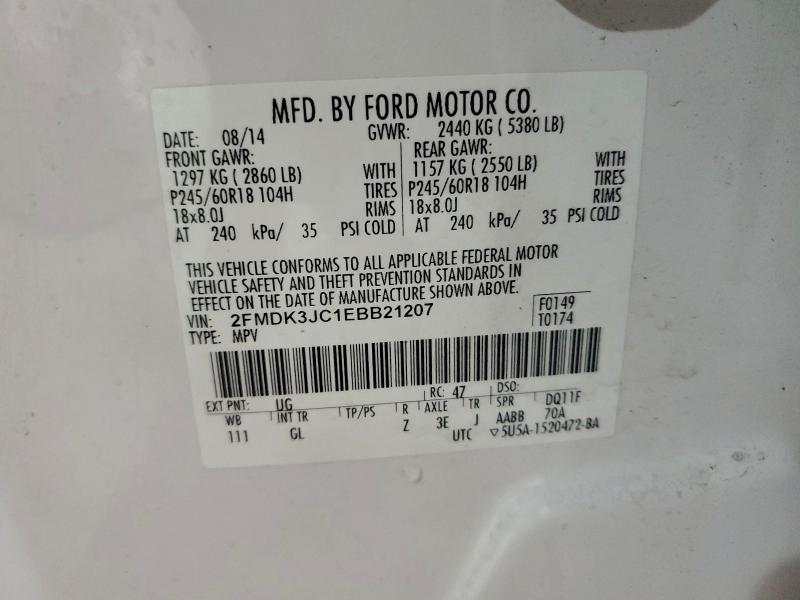 MFD. BY FORD MOTOR CO.
DATE: 08/14 GVWR: 2440 KG ( 5380 LB)
FRONT GAWR: REAR GAWR:
1297 KG ( 2860 LB) WITH 1157 KG ( 2550 LB) WITH
P245/60R18 104H TIRES P245/60R18 104H TIRES
18x8.0J RIMS 18x8.0J RIMS
AT 240 kPa/ 35 PSI COLD AT 240 kPa/ 35 PSI COLD
THIS VEHICLE CONFORMS TO ALL APPLICABLE FEDERAL MOTOR
VEHICLE SAFETY AND THEFT PREVENTION STANDARDS IN
EFFECT ON THE DATE OF MANUFACTURE SHOWN ABOVE.
VIN: 2FMDK3JC1EBB21207 F0149
TYPE: MPV T0174
EXT PNT: UG RC: 47 DSO:
WB INT TR TP/PS R AXLE TR SPR DQ11F
111 GL Z 3E J AABB 70A
UTC ▽5U5A-1520472-BA